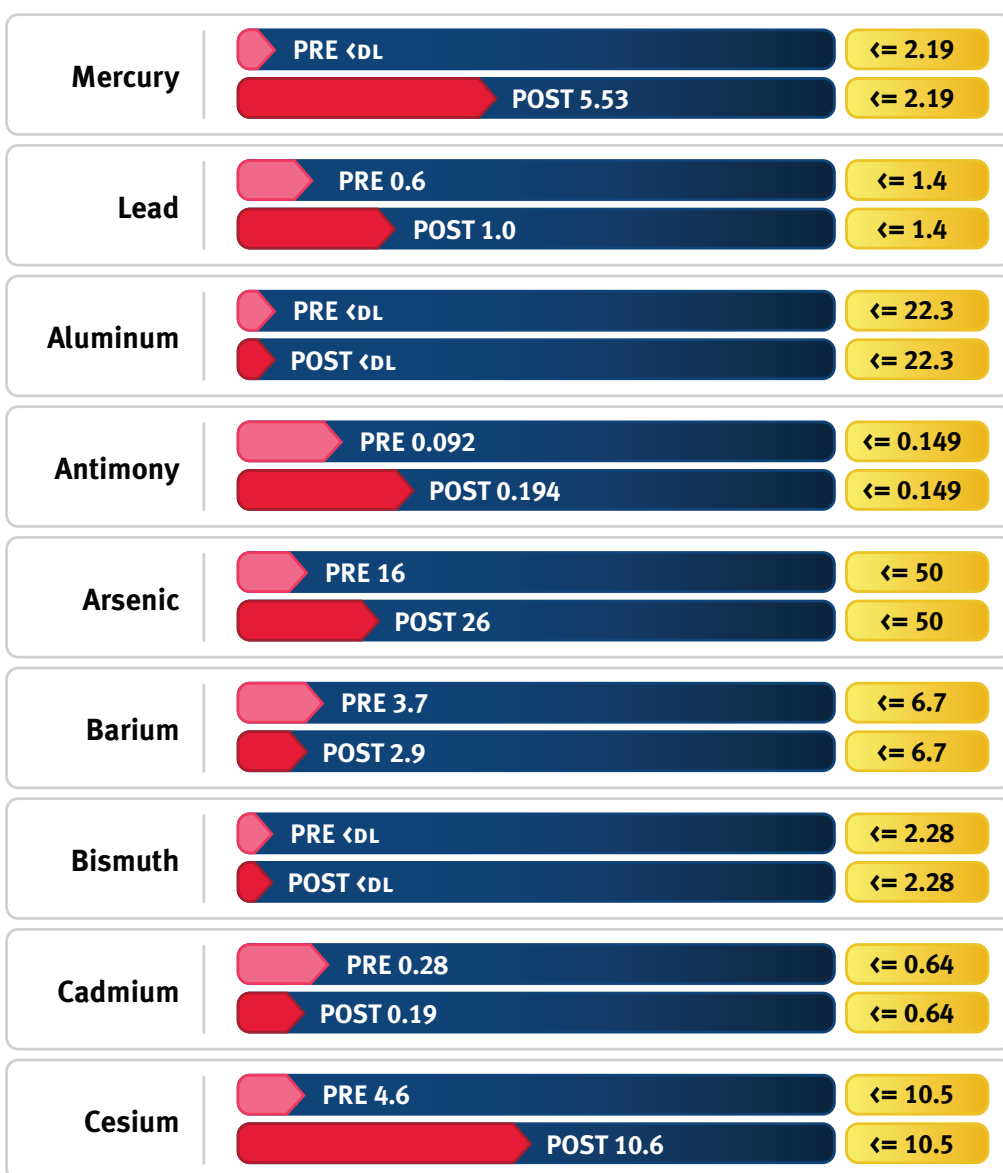 Mercury
PRE <DL <= 2.19
POST 5.53 <= 2.19
Lead
PRE 0.6 <= 1.4
POST 1.0 <= 1.4
Aluminum
PRE <DL <= 22.3
POST <DL <= 22.3
Antimony
PRE 0.092 <= 0.149
POST 0.194 <= 0.149
Arsenic
PRE 16 <= 50
POST 26 <= 50
Barium
PRE 3.7 <= 6.7
POST 2.9 <= 6.7
Bismuth
PRE <DL <= 2.28
POST <DL <= 2.28
Cadmium
PRE 0.28 <= 0.64
POST 0.19 <= 0.64
Cesium
PRE 4.6 <= 10.5
POST 10.6 <= 10.5